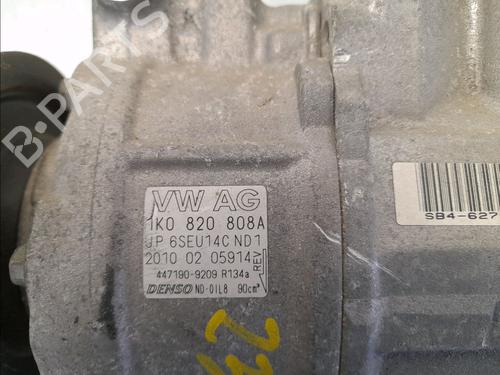 B-PARTS
VW AG
1K0 820 808A
JP 6SEU14C ND1
2010 02 05914
REV
447190-9209 R134a
DENSO ND-OIL8 90cm³
SB4-627